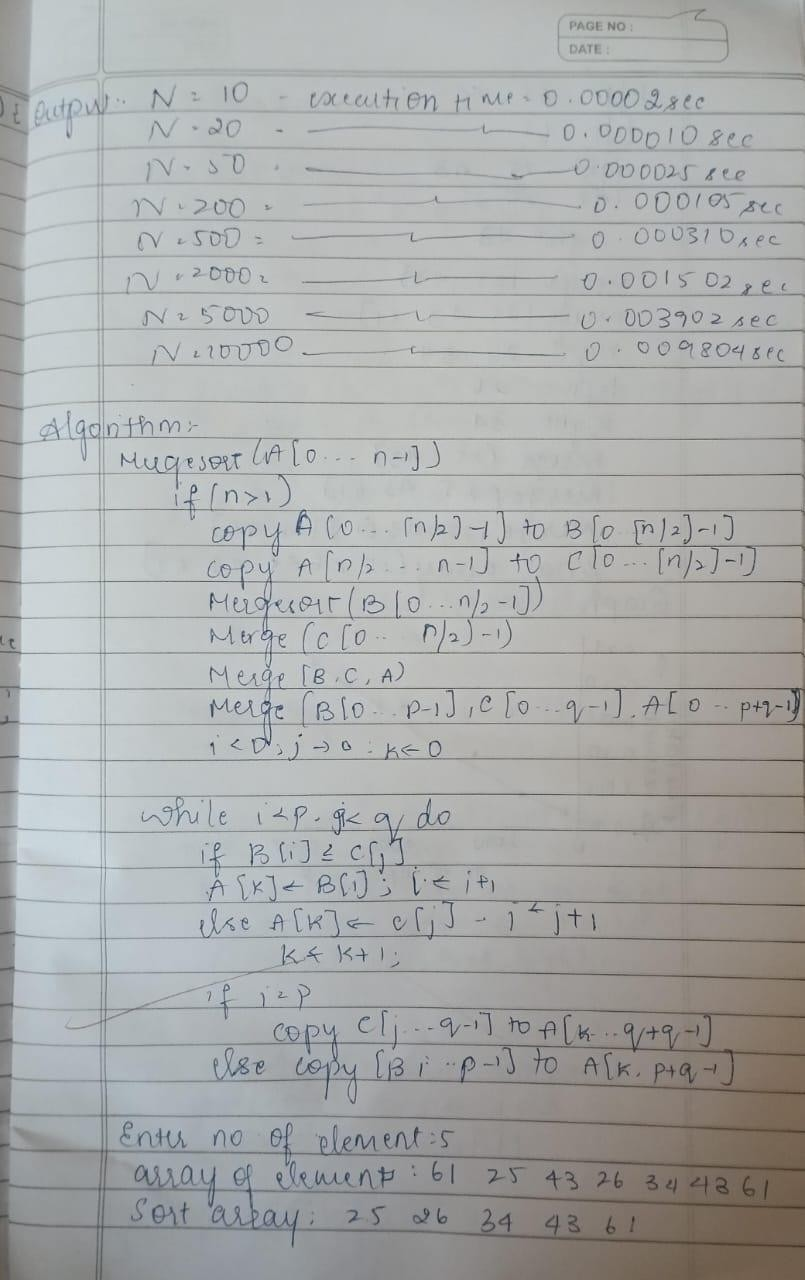 PAGE NO :
DATE :
Output:- N = 10 - execution time = 0.00002 sec
N = 20 - 0.000010 sec
N = 50 - 0.000025 sec
N = 200 = 0.000105 sec
N = 500 = 0.000310 sec
N = 2000 = 0.001502 sec
N = 5000 0.003902 sec
N = 10000 0.009804 sec
Algorithm:-
Mugesort (A[0... n-1])
if (n>1)
copy A [0... [n/2]-1] to B[0 [n/2]-1]
copy A [n/2 ... n-1] to C[0... [n/2]-1]
Mergesort (B[0...n/2-1])
Merge (C [0.. n/2)-1)
Merge [B, C, A)
Merge [B[0... p-1], C [0...q-1]. A[0 .. p+q-1]
i<0; j→0 : k←0
while i<p. j< q do
if B[i] ≤ C[j]
A [K]← B[i]; i← i+1
else A[K]← c[j] - j← j+1
k← k+1;
if i=p
copy C[j...q-1] to A[k...q+q-1]
else copy [B i ..p-1] to A[K. p+q-1]
Enter no of element:5
array of element : 61 25 43 26 34 43 61
Sort array: 25 26 34 43 61